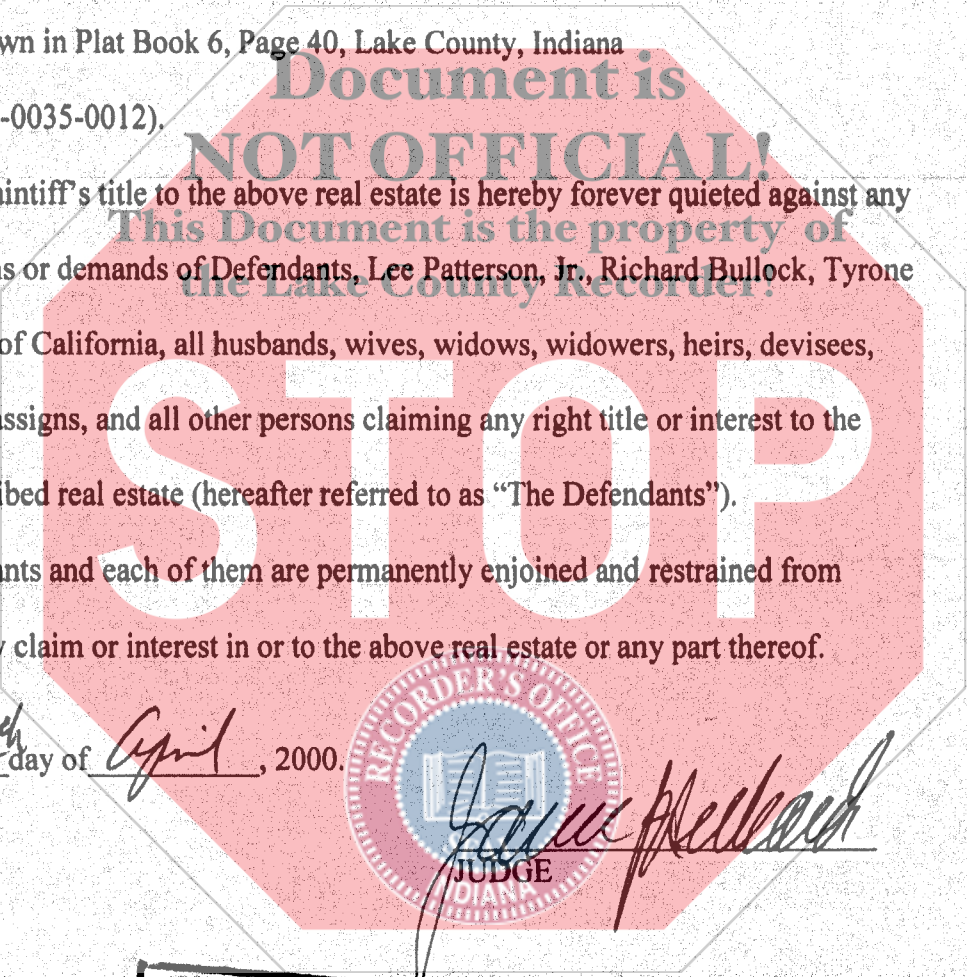 wn in Plat Book 6, Page 40, Lake County, Indiana
Document is
-0035-0012).
NOT OFFICIAL!
aintiff's title to the above real estate is hereby forever quieted against any
This Document is the property of
ns or demands of Defendants, Lee Patterson, Jr., Richard Bullock, Tyrone
the Lake County Recorder!
of California, all husbands, wives, widows, widowers, heirs, devisees,
assigns, and all other persons claiming any right title or interest to the
STOP
ibed real estate (hereafter referred to as “The Defendants”).
ants and each of them are permanently enjoined and restrained from
y claim or interest in or to the above real estate or any part thereof.
day of April, 2000.
RECORDER'S OFFICE
JUDGE
INDIANA